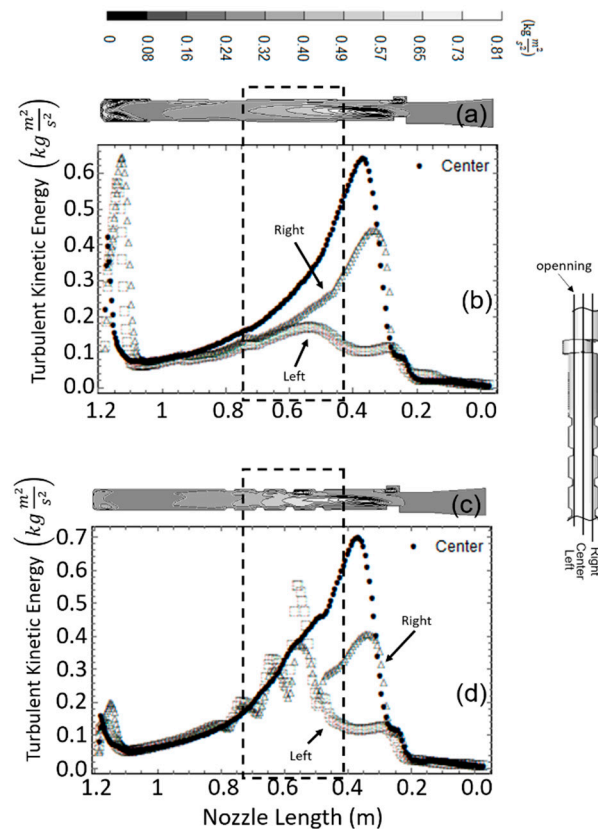 0 0.08 0.16 0.24 0.32 0.40 0.49 0.57 0.65 0.73 0.81
(kg m²/s²)
(a)
Turbulent Kinetic Energy (kg m²/s²)
0.6
0.5
0.4
0.3
0.2
0.1
0.0
Center
Right
Left
(b)
1.2 1 0.8 0.6 0.4 0.2 0.0
(c)
Turbulent Kinetic Energy (kg m²/s²)
0.7
0.6
0.5
0.4
0.3
0.2
0.1
0.0
Center
Right
Left
(d)
1.2 1 0.8 0.6 0.4 0.2 0.0
Nozzle Length (m)
openning
Right
Center
Left